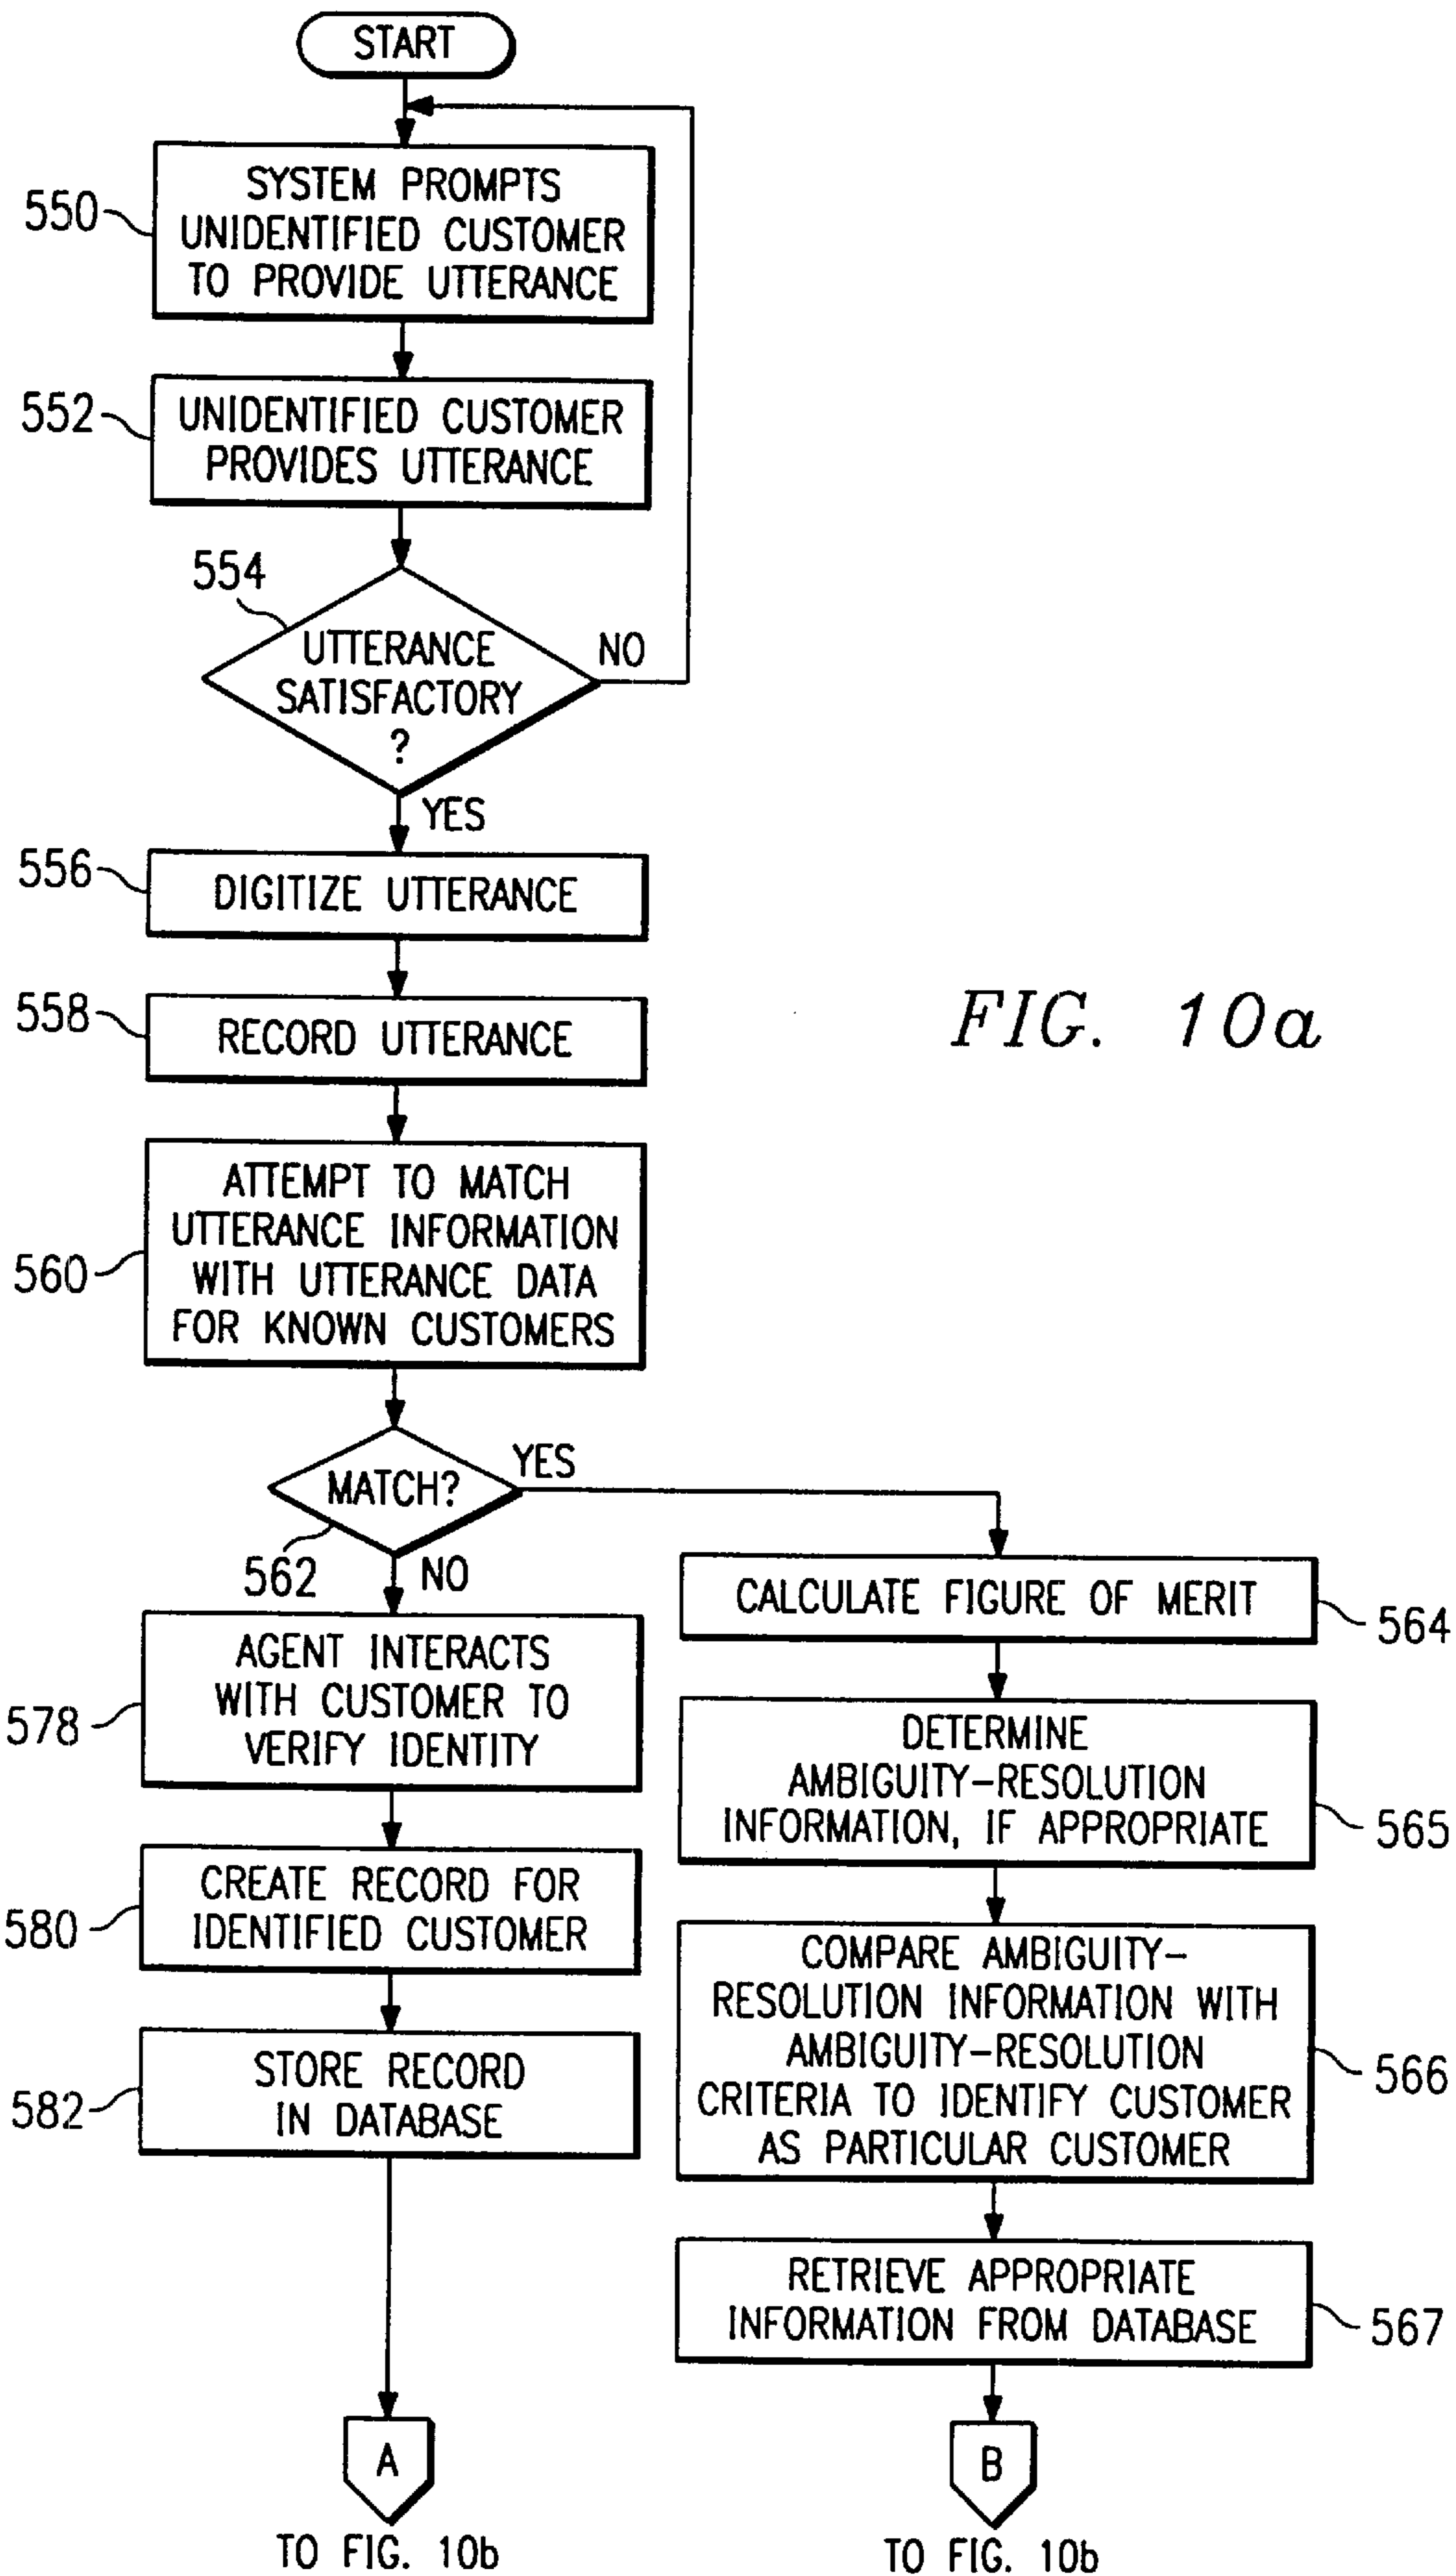 START
550
SYSTEM PROMPTS
UNIDENTIFIED CUSTOMER
TO PROVIDE UTTERANCE
552
UNIDENTIFIED CUSTOMER
PROVIDES UTTERANCE
554
UTTERANCE
SATISFACTORY
?
NO
YES
556
DIGITIZE UTTERANCE
558
RECORD UTTERANCE
FIG. 10a
560
ATTEMPT TO MATCH
UTTERANCE INFORMATION
WITH UTTERANCE DATA
FOR KNOWN CUSTOMERS
MATCH?
YES
562
NO
578
AGENT INTERACTS
WITH CUSTOMER TO
VERIFY IDENTITY
580
CREATE RECORD FOR
IDENTIFIED CUSTOMER
582
STORE RECORD
IN DATABASE
A
TO FIG. 10b
CALCULATE FIGURE OF MERIT
564
DETERMINE
AMBIGUITY-RESOLUTION
INFORMATION, IF APPROPRIATE
565
COMPARE AMBIGUITY-
RESOLUTION INFORMATION WITH
AMBIGUITY-RESOLUTION
CRITERIA TO IDENTIFY CUSTOMER
AS PARTICULAR CUSTOMER
566
RETRIEVE APPROPRIATE
INFORMATION FROM DATABASE
567
B
TO FIG. 10b